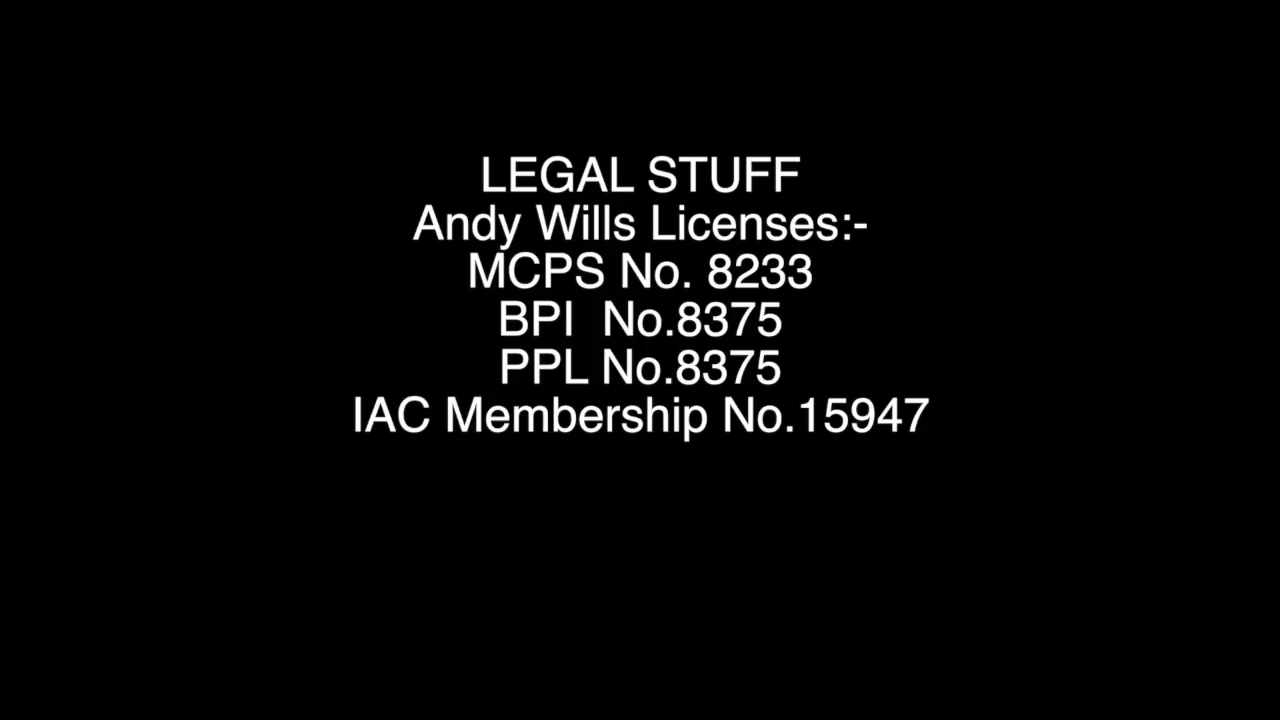 LEGAL STUFF
Andy Wills Licenses:-
MCPS No. 8233
BPI  No.8375
PPL No.8375
IAC Membership No.15947